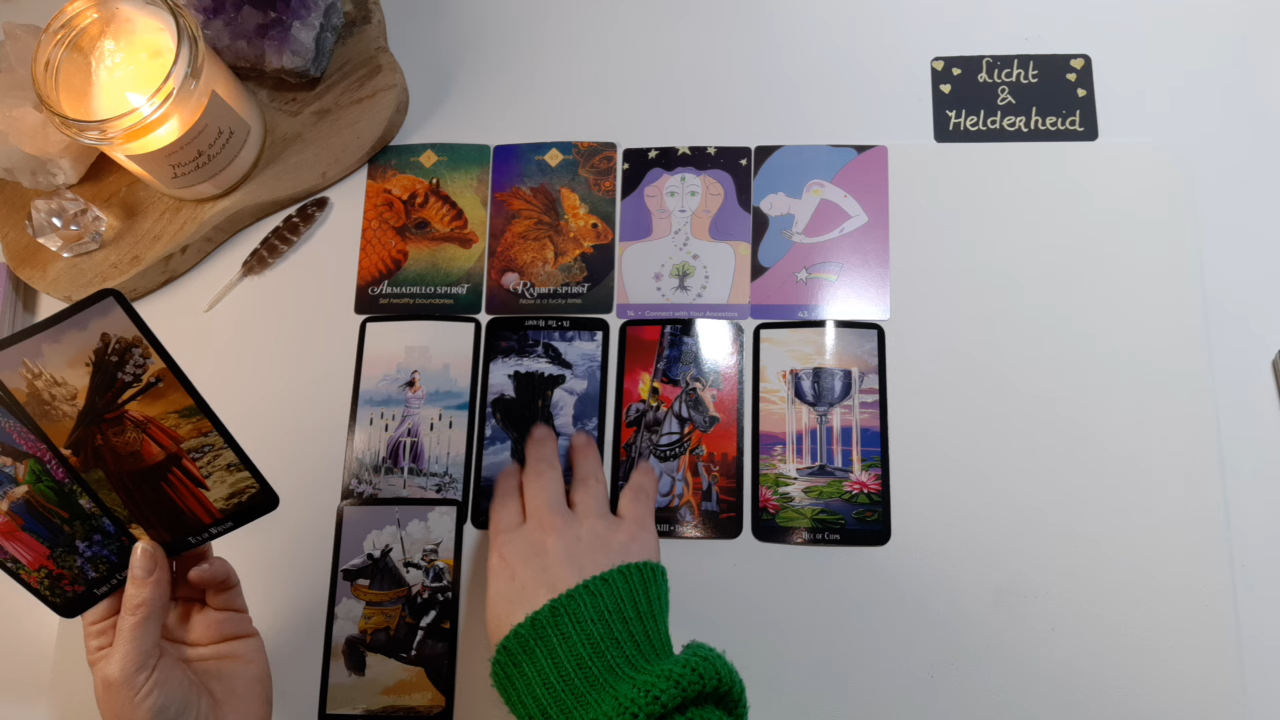 Licht
&
Helderheid
Musk and
Sandalwood
ARMADILLO SPIRIT
Set healthy boundaries.
RABBIT SPIRIT
Now is a lucky time.
14 • Connect with Your Ancestors
43
IX • THE HERMIT
XIII •
ACE OF CUPS
TEN OF WANDS